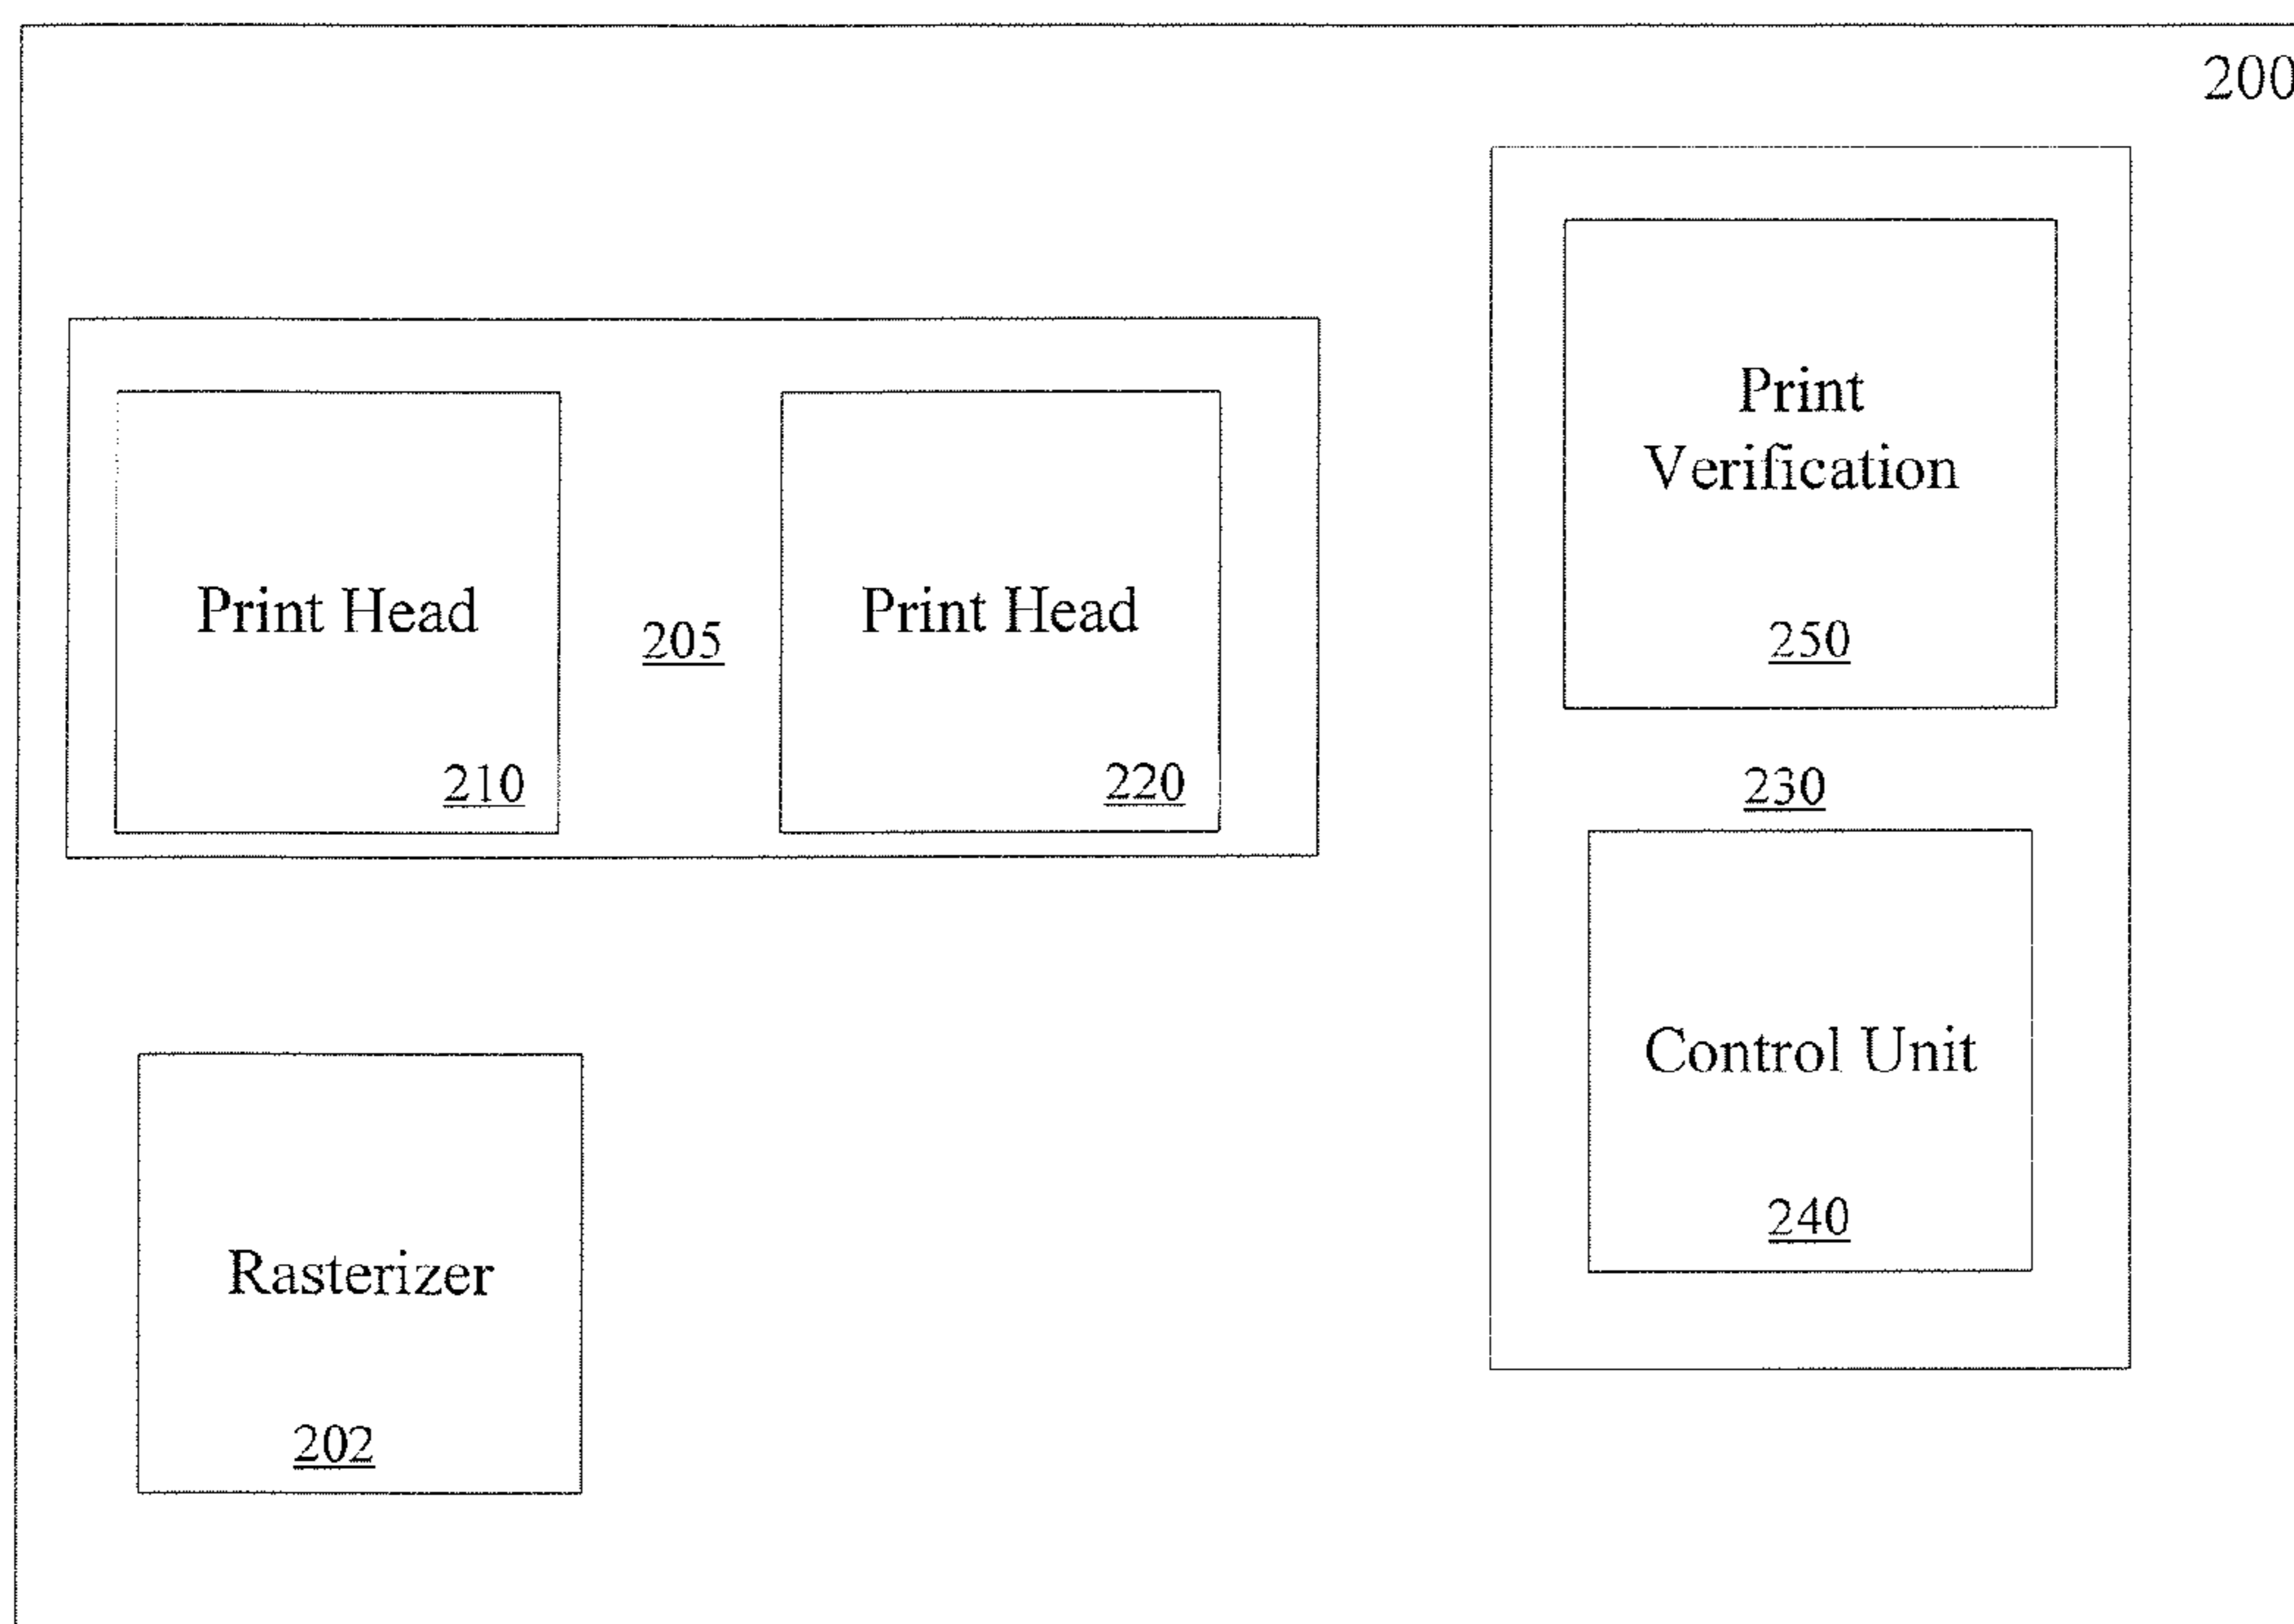 200
Print Head
210
205
Print Head
220
Print
Verification
250
230
Control Unit
240
Rasterizer
202